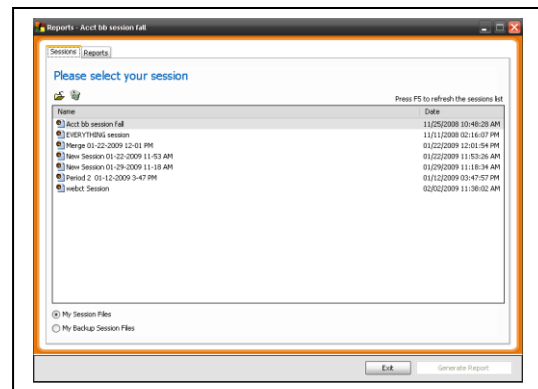 Reports - Acct bb session fall
Sessions Reports
Please select your session
Press F5 to refresh the sessions list
Name Date
Acct bb session fall 11/25/2008 10:48:28 AM
EVERYTHING session 11/11/2008 02:16:07 PM
Merge 01-22-2009 12-01 PM 01/22/2009 12:01:54 PM
New Session 01-22-2009 11-53 AM 01/22/2009 11:53:26 AM
New Session 01-29-2009 11-18 AM 01/29/2009 11:18:34 AM
Period 2 01-12-2009 3-47 PM 01/12/2009 03:47:57 PM
webct Session 02/02/2009 11:38:02 AM
My Session Files
My Backup Session Files
Exit Generate Report